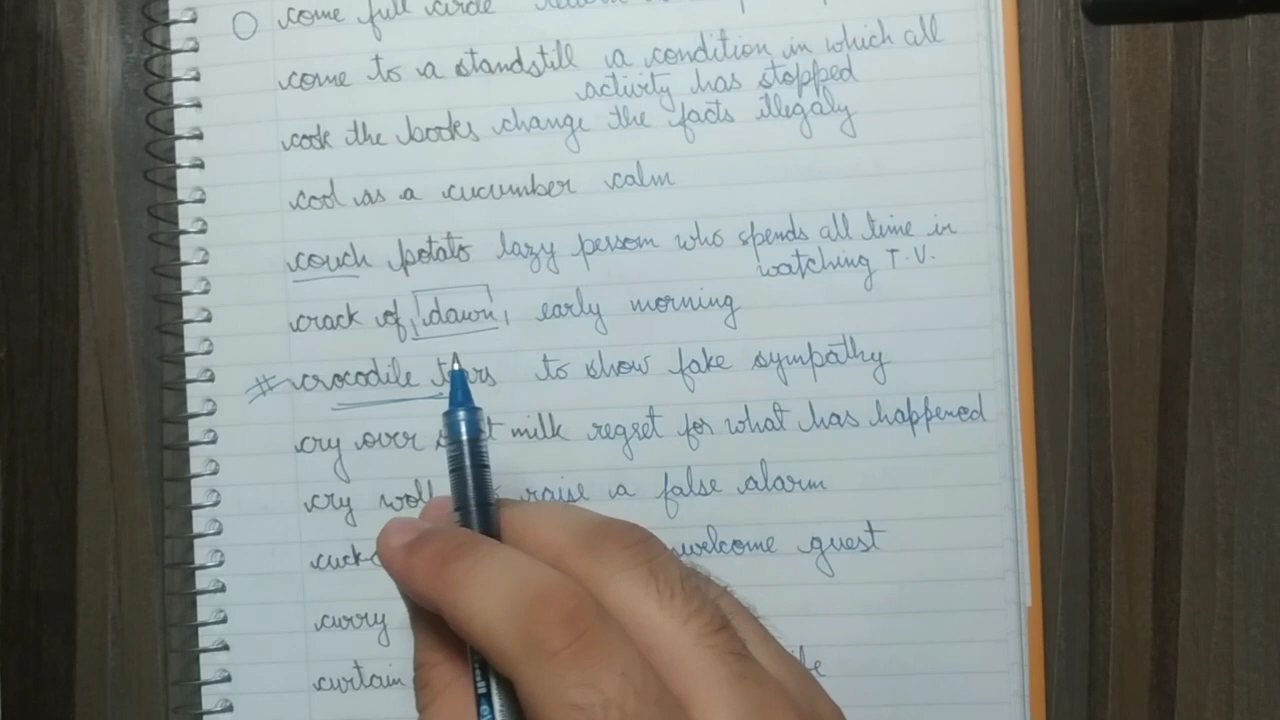 come full circle
come to a standstill a condition in which all
activity has stopped
cook the books change the facts illegaly
cool as a cucumber calm
couch potato lazy person who spends all time in
watching T.V.
crack of dawn early morning
# crocodile tears to show fake sympathy
cry over milk regret for what has happened
cry raise a false alarm
welcome guest
curry
curtain